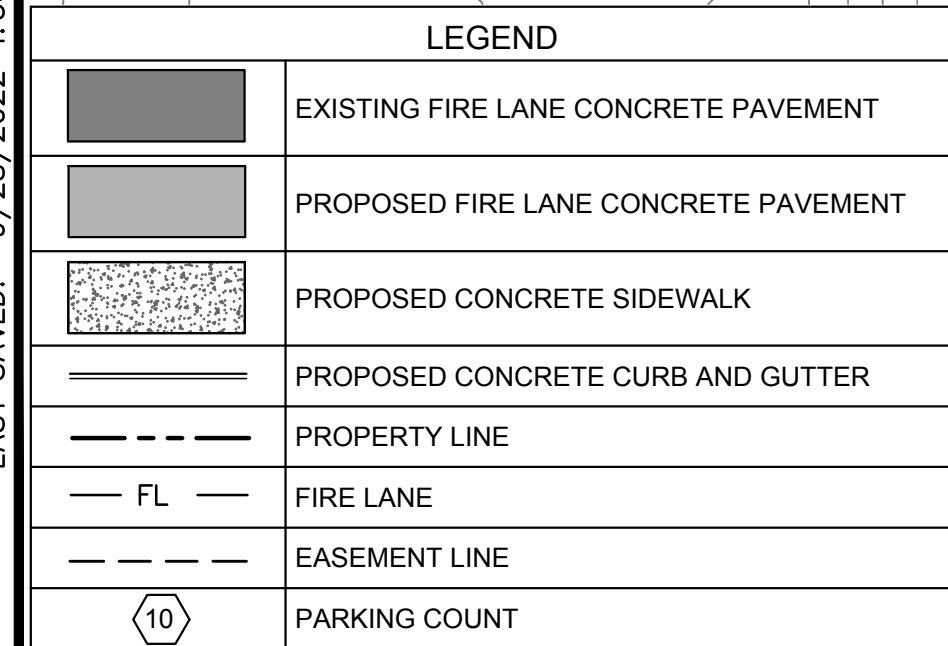 LEGEND
EXISTING FIRE LANE CONCRETE PAVEMENT
PROPOSED FIRE LANE CONCRETE PAVEMENT
PROPOSED CONCRETE SIDEWALK
PROPOSED CONCRETE CURB AND GUTTER
PROPERTY LINE
FL FIRE LANE
EASEMENT LINE
10 PARKING COUNT